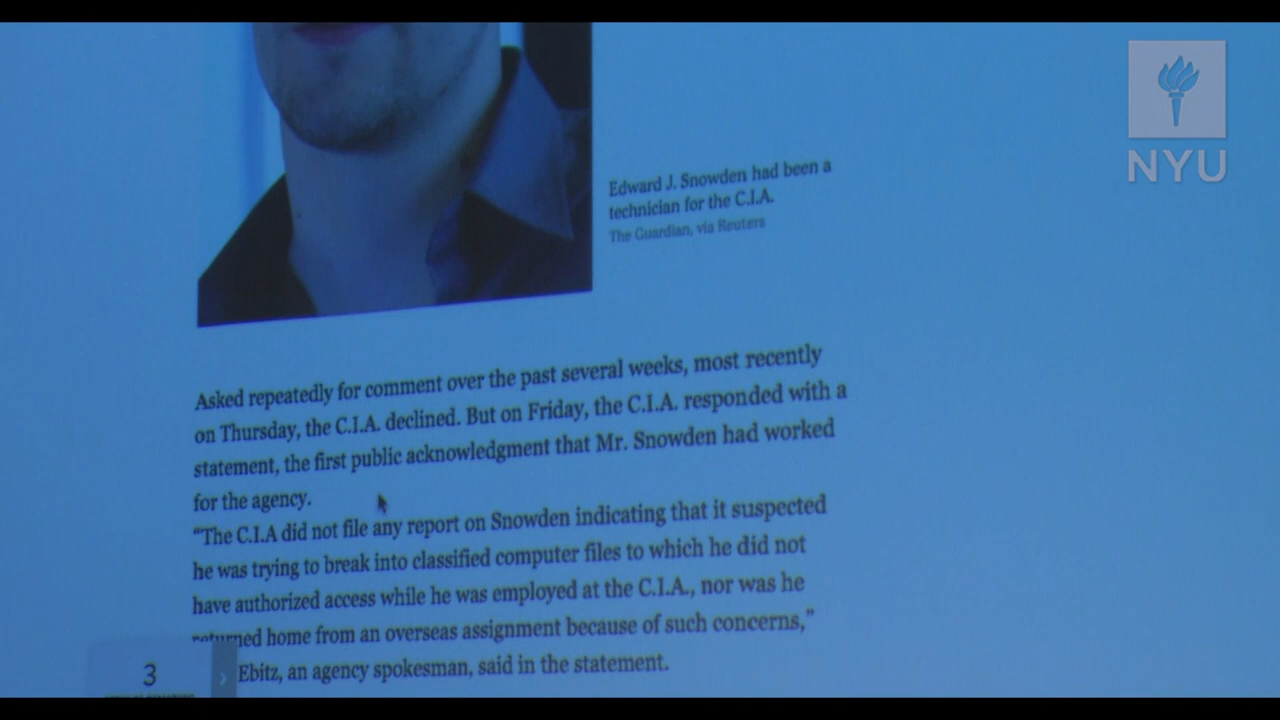 NYU
Edward J. Snowden had been a
technician for the C.I.A.
The Guardian, via Reuters
Asked repeatedly for comment over the past several weeks, most recently
on Thursday, the C.I.A. declined. But on Friday, the C.I.A. responded with a
statement, the first public acknowledgment that Mr. Snowden had worked
for the agency.
“The C.I.A did not file any report on Snowden indicating that it suspected
he was trying to break into classified computer files to which he did not
have authorized access while he was employed at the C.I.A., nor was he
returned home from an overseas assignment because of such concerns,”
Ebitz, an agency spokesman, said in the statement.
3